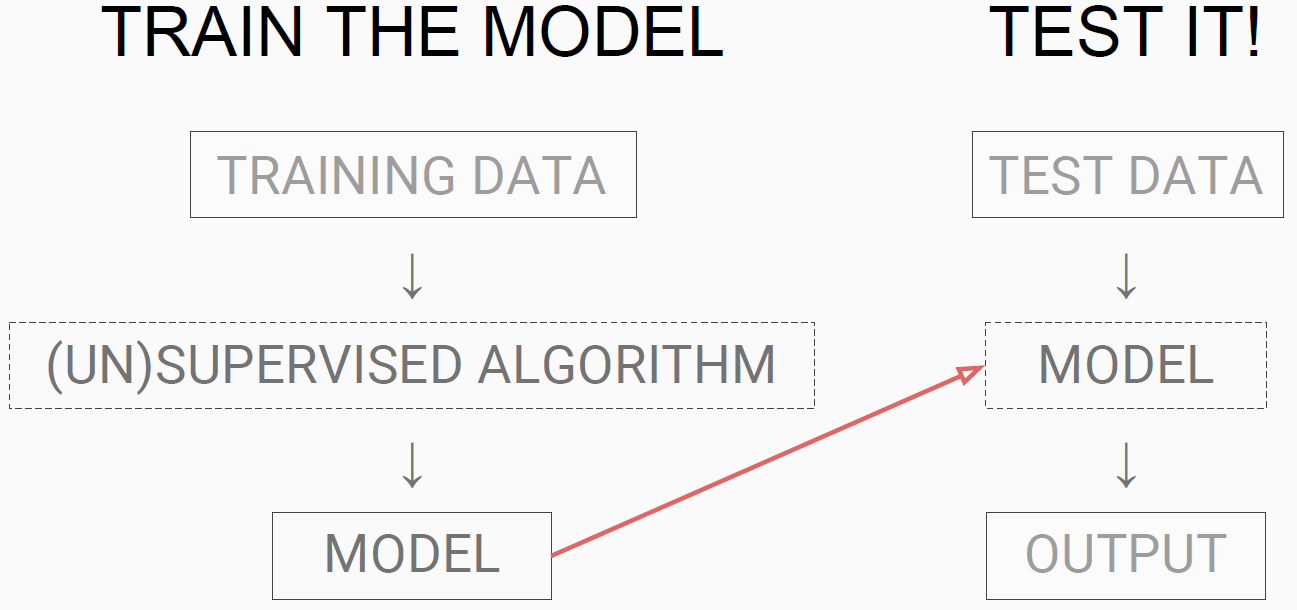 TRAIN THE MODEL
TRAINING DATA
↓
(UN)SUPERVISED ALGORITHM
↓
MODEL
TEST IT!
TEST DATA
↓
MODEL
↓
OUTPUT